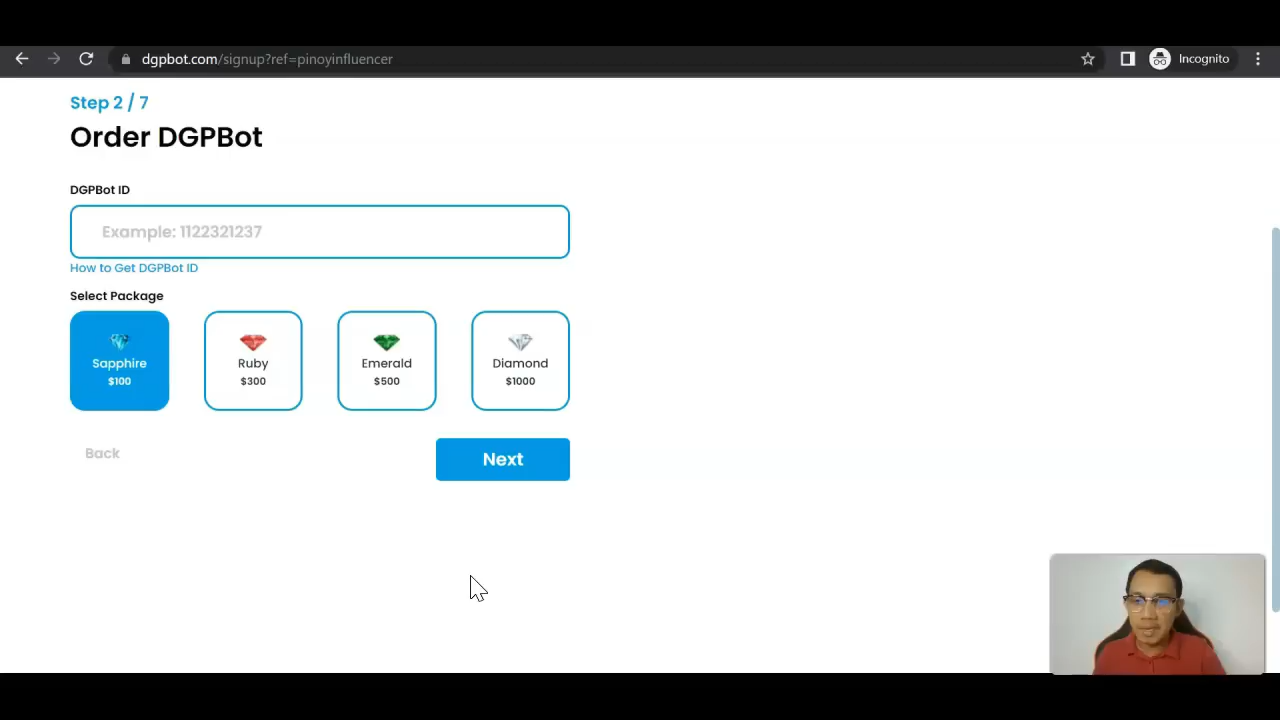 dgpbot.com/signup?ref=pinoyinfluencer
Incognito
Step 2 / 7
Order DGPBot
DGPBot ID
Example: 1122321237
How to Get DGPBot ID
Select Package
Sapphire
$100
Ruby
$300
Emerald
$500
Diamond
$1000
Back
Next